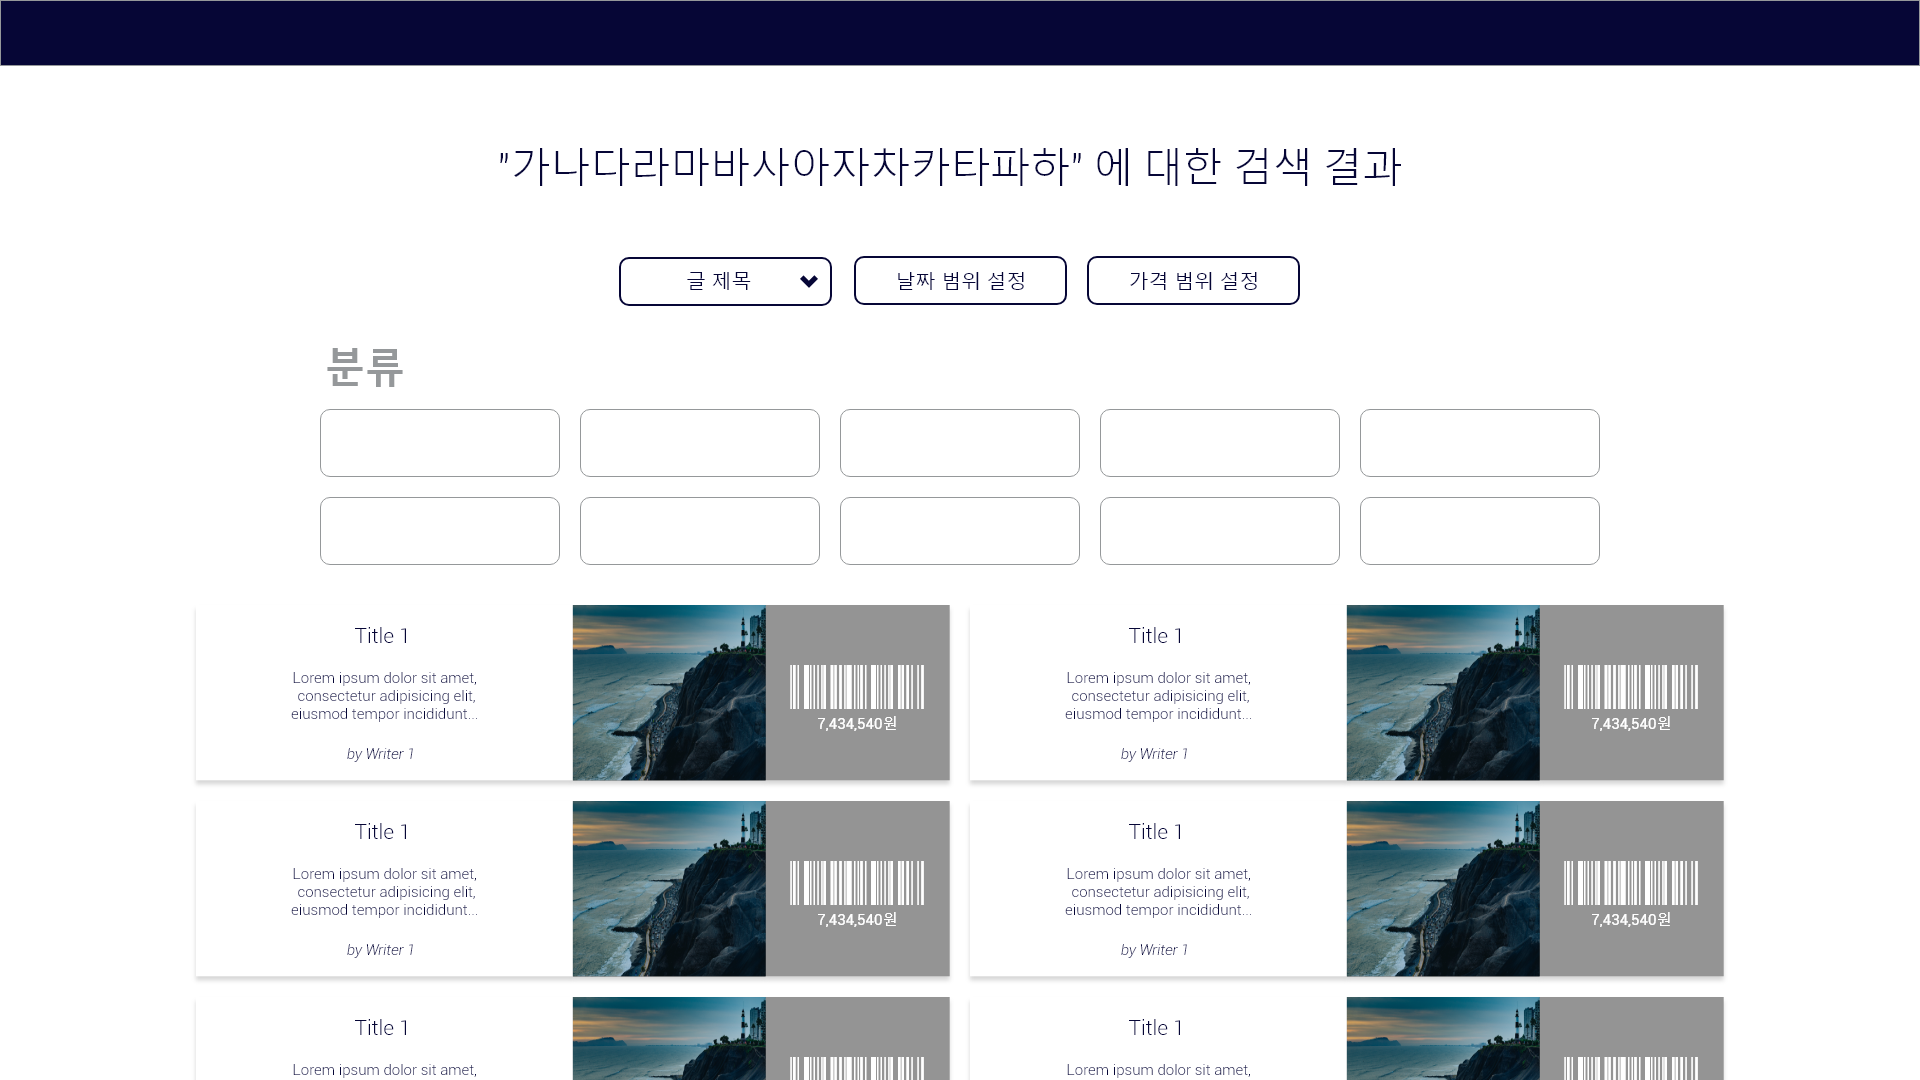 "가나다라마바사아자차카타파하" 에 대한 검색 결과
글 제목
날짜 범위 설정
가격 범위 설정
분류
Title 1
Lorem ipsum dolor sit amet,
consectetur adipisicing elit,
eiusmod tempor incididunt...
by Writer 1
7,434,540원
Title 1
Lorem ipsum dolor sit amet,
consectetur adipisicing elit,
eiusmod tempor incididunt...
by Writer 1
7,434,540원
Title 1
Lorem ipsum dolor sit amet,
consectetur adipisicing elit,
eiusmod tempor incididunt...
by Writer 1
7,434,540원
Title 1
Lorem ipsum dolor sit amet,
consectetur adipisicing elit,
eiusmod tempor incididunt...
by Writer 1
7,434,540원
Title 1
Lorem ipsum dolor sit amet,
Title 1
Lorem ipsum dolor sit amet,